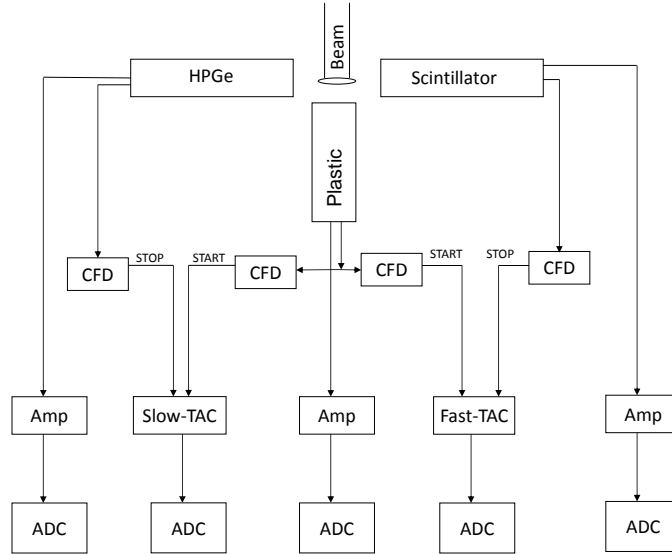 Beam
HPGe
Scintillator
Plastic
STOP
START
START
STOP
CFD
CFD
CFD
CFD
Amp
Slow-TAC
Amp
Fast-TAC
Amp
ADC
ADC
ADC
ADC
ADC